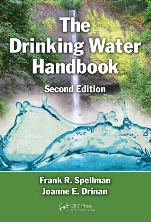 The
Drinking Water
Handbook
Second Edition
Frank R. Spellman
Joanne E. Drinan
CRC Press